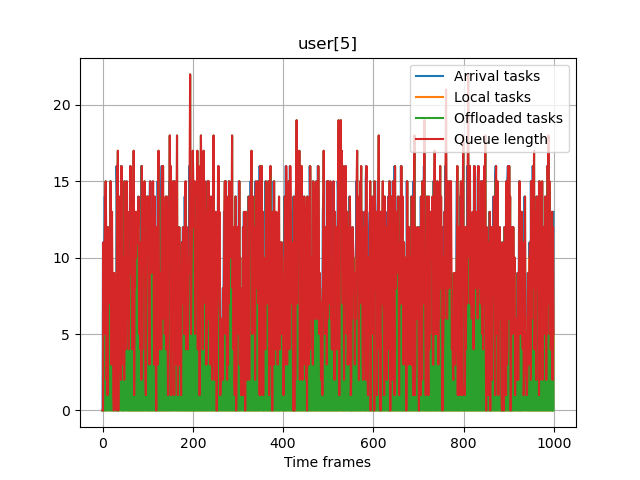 user[5]
Arrival tasks
Local tasks
Offloaded tasks
Queue length
20
15
10
5
0
0 200 400 600 800 1000
Time frames